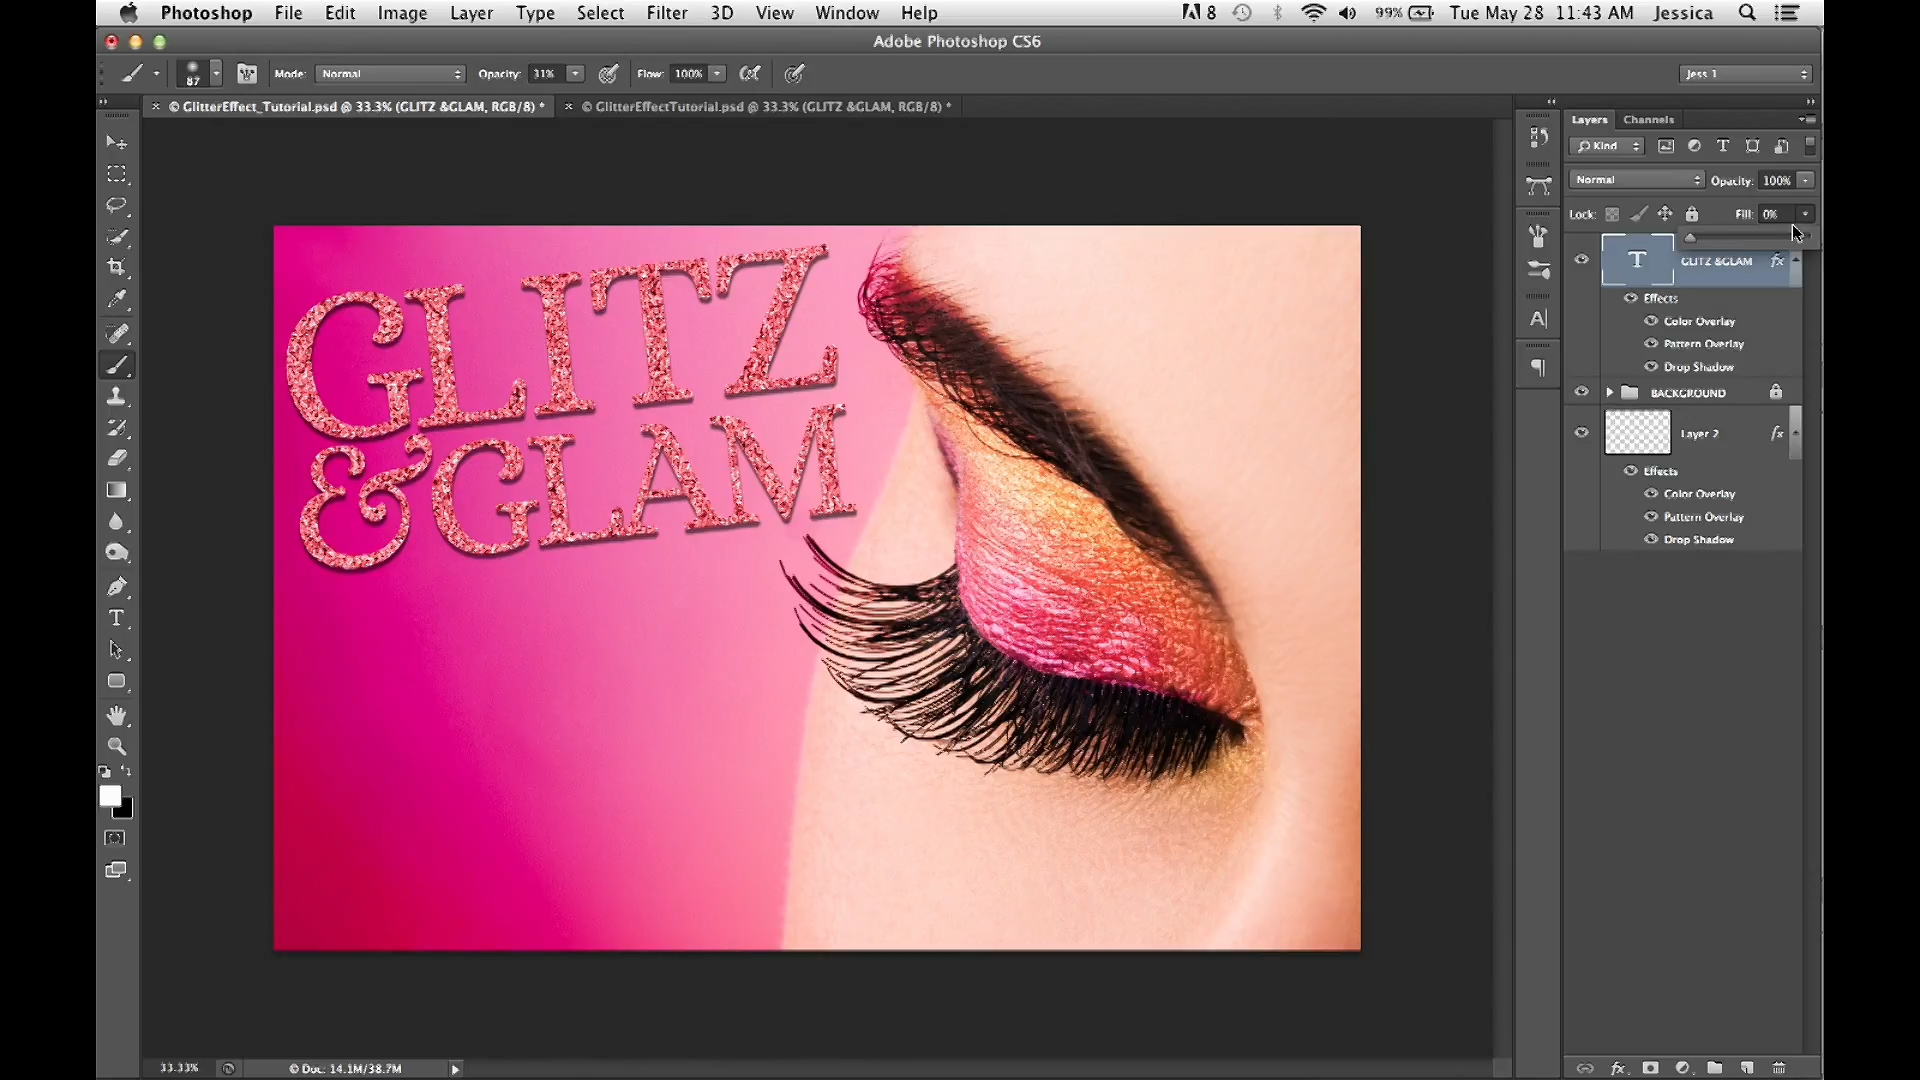 Photoshop File Edit Image Layer Type Select Filter 3D View Window Help 8 99% Tue May 28 11:43 AM Jessica
Adobe Photoshop CS6
87 Mode: Normal Opacity: 31% Flow: 100% Jess 1
× © GlitterEffect_Tutorial.psd @ 33.3% (GLITZ &GLAM, RGB/8) * × © GlitterEffectTutorial.psd @ 33.3% (GLITZ &GLAM, RGB/8) *
Layers Channels
Kind
Normal Opacity: 100%
Lock: Fill: 0%
GLITZ &GLAM fx
Effects
Color Overlay
Pattern Overlay
Drop Shadow
BACKGROUND
Layer 2 fx
Effects
Color Overlay
Pattern Overlay
Drop Shadow
GLITZ
&GLAM
33.33% © Doc: 14.1M/38.7M
fx